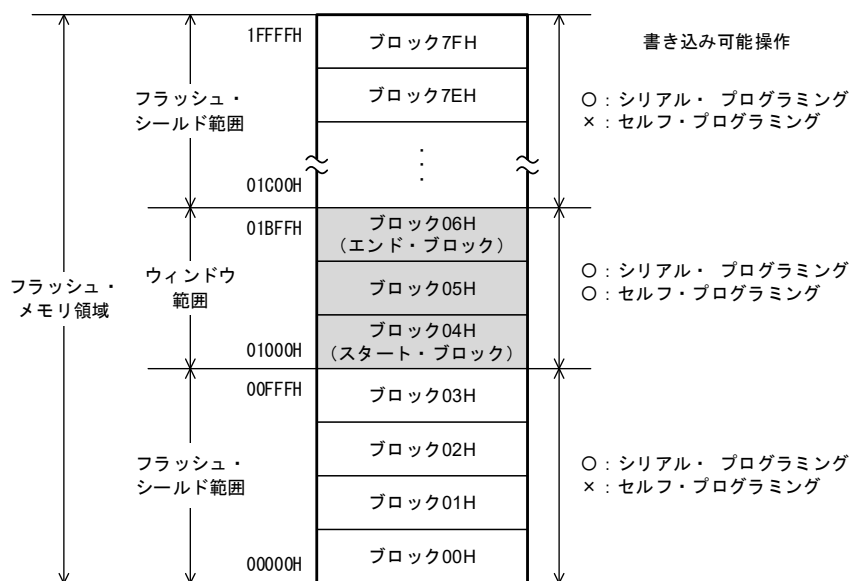 1FFFFH
ブロック7FH
書き込み可能操作
フラッシュ・
シールド範囲
ブロック7EH
○：シリアル・ プログラミング
×：セルフ・プログラミング
01C00H
01BFFH
ブロック06H
（エンド・ブロック）
フラッシュ・
メモリ領域
ウィンドウ
範囲
ブロック05H
○：シリアル・ プログラミング
○：セルフ・プログラミング
01000H
ブロック04H
（スタート・ブロック）
00FFFH
ブロック03H
フラッシュ・
シールド範囲
ブロック02H
○：シリアル・ プログラミング
×：セルフ・プログラミング
ブロック01H
00000H
ブロック00H